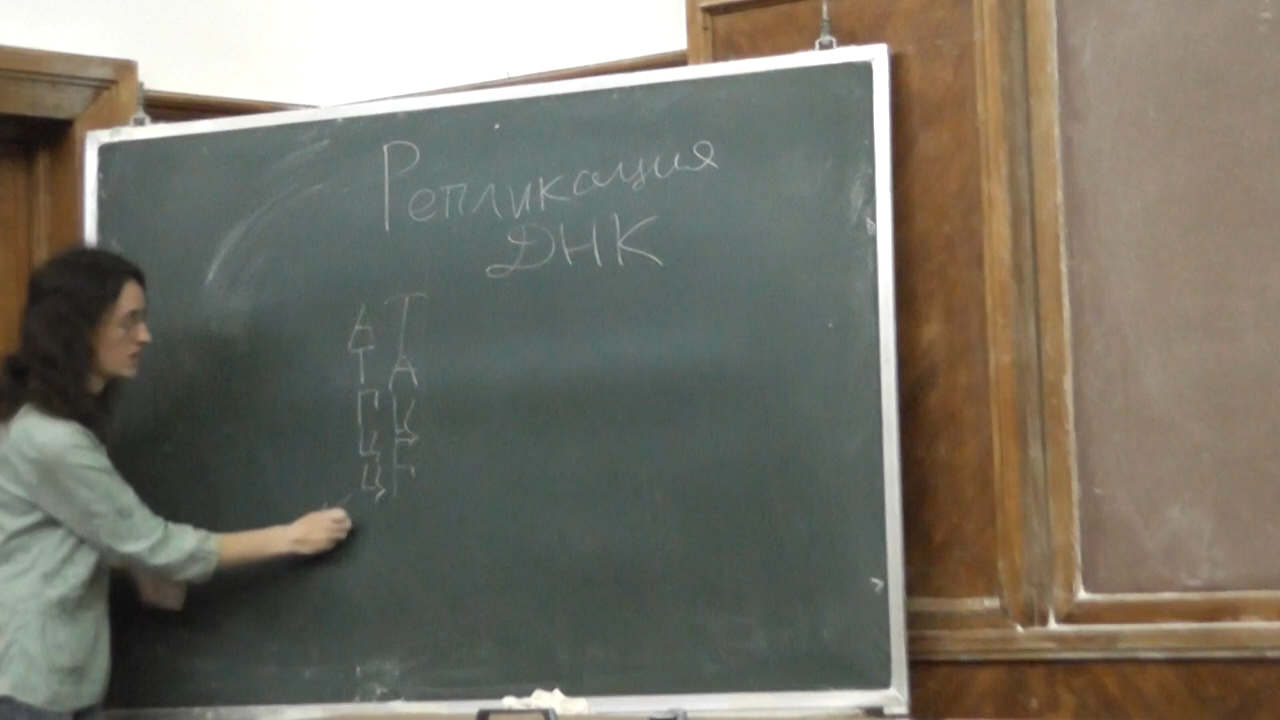 Репликация
ДНК
А Т
Т А
Г Ц
Ц Г
Ц Г